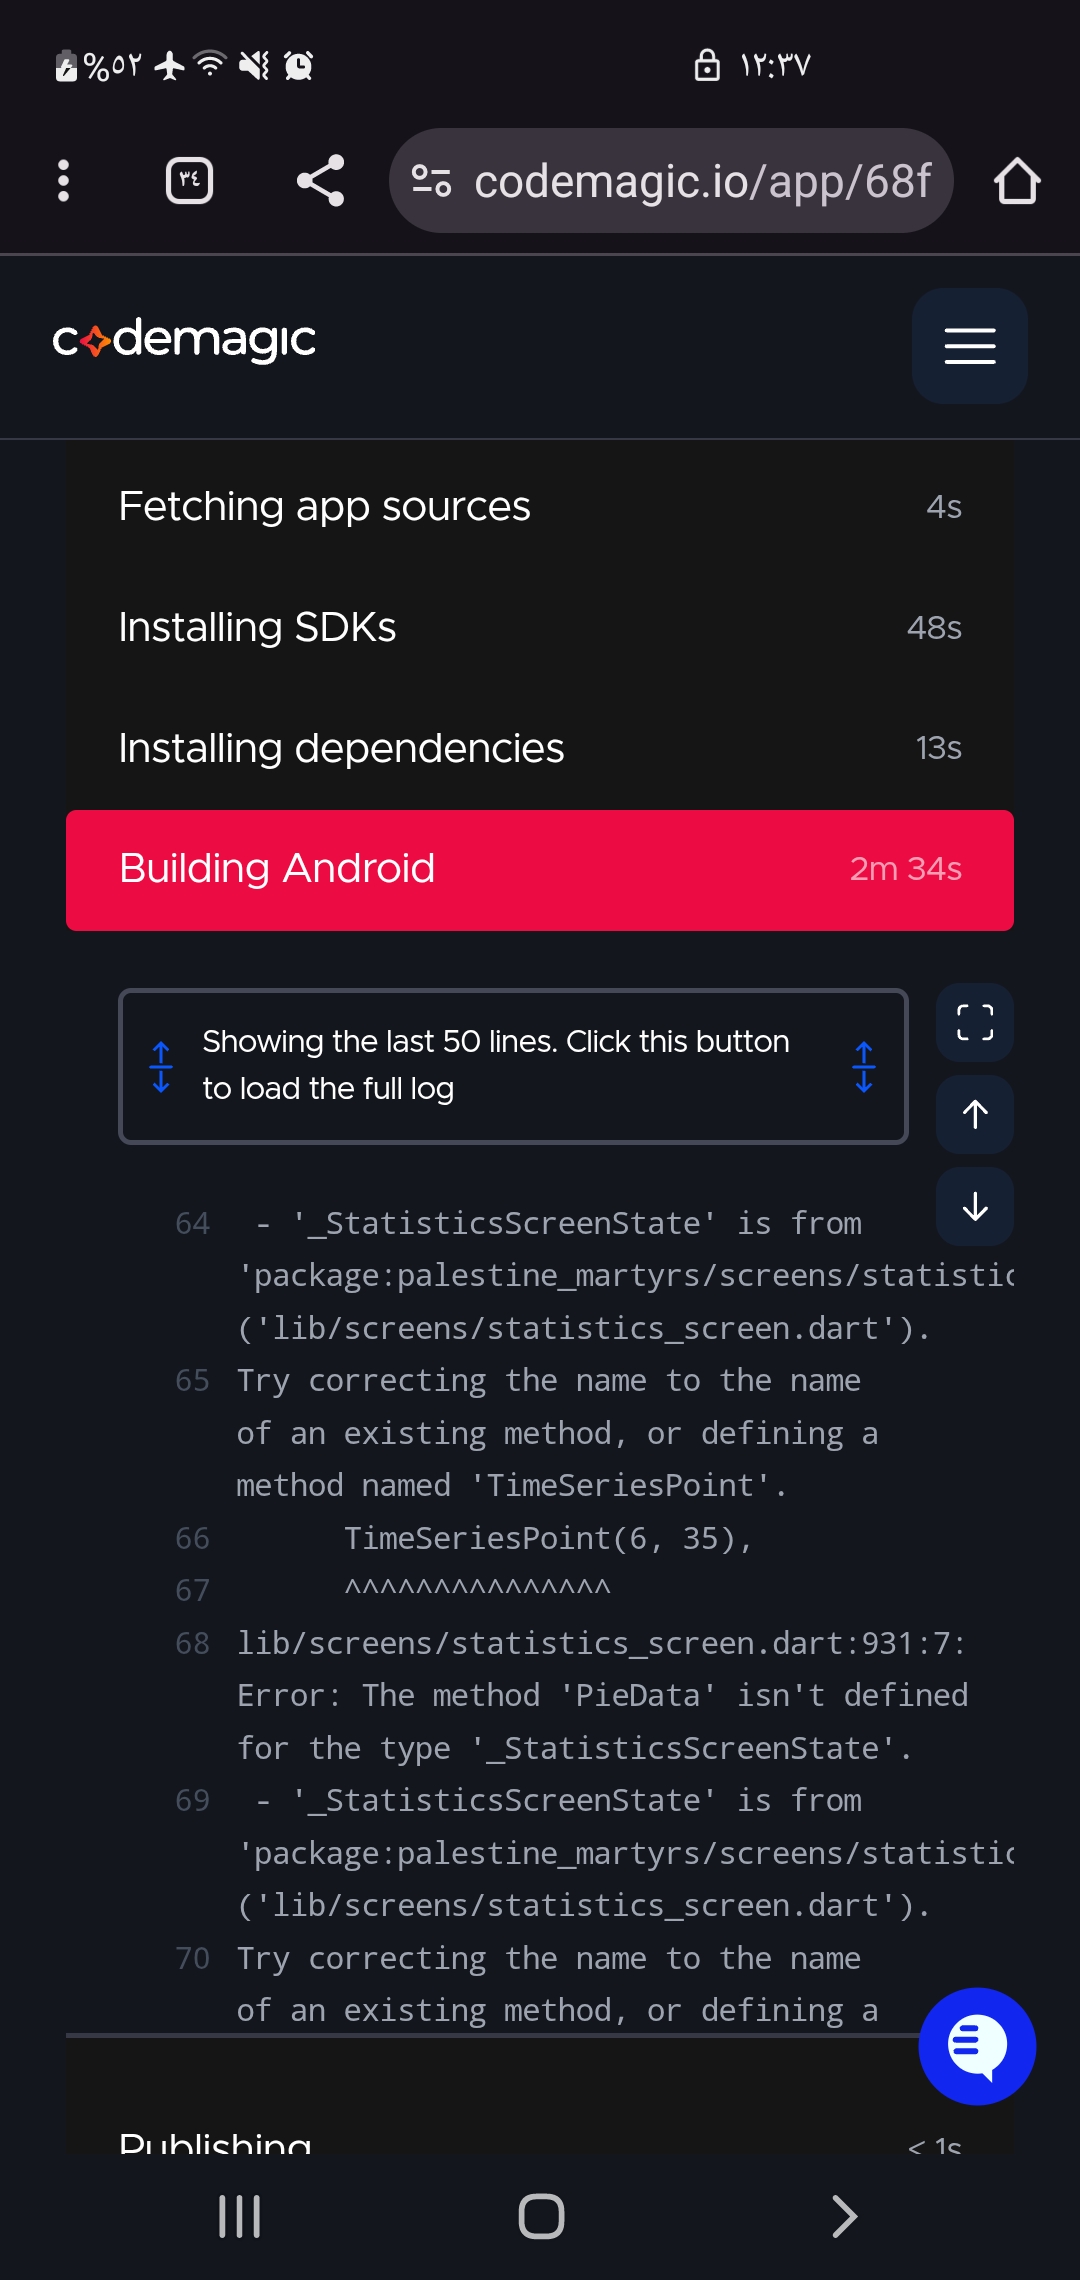 %٥٢ ١٢:٣٧
٣٤ codemagic.io/app/68f
codemagic
Fetching app sources 4s
Installing SDKs 48s
Installing dependencies 13s
Building Android 2m 34s
Showing the last 50 lines. Click this button
to load the full log
64 - '_StatisticsScreenState' is from
'package:palestine_martyrs/screens/statistic
('lib/screens/statistics_screen.dart').
65 Try correcting the name to the name
of an existing method, or defining a
method named 'TimeSeriesPoint'.
66 TimeSeriesPoint(6, 35),
67 ^^^^^^^^^^^^^^^
68 lib/screens/statistics_screen.dart:931:7:
Error: The method 'PieData' isn't defined
for the type '_StatisticsScreenState'.
69 - '_StatisticsScreenState' is from
'package:palestine_martyrs/screens/statistic
('lib/screens/statistics_screen.dart').
70 Try correcting the name to the name
of an existing method, or defining a
Publishing < 1s